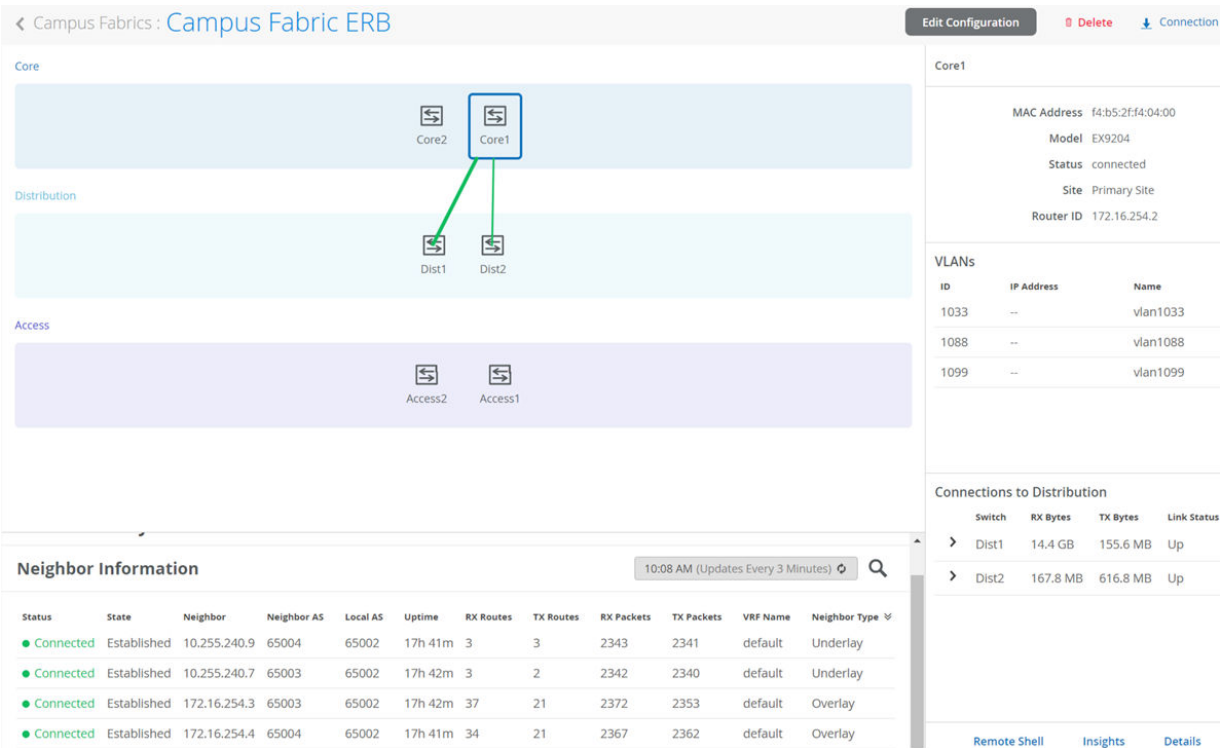 Campus Fabrics : Campus Fabric ERB
Edit Configuration
Delete
Connection
Core
Core2
Core1
Distribution
Dist1
Dist2
Access
Access2
Access1
Core1
MAC Address f4:b5:2f:f4:04:00
Model EX9204
Status connected
Site Primary Site
Router ID 172.16.254.2
VLANs
ID IP Address Name
1033 -- vlan1033
1088 -- vlan1088
1099 -- vlan1099
Connections to Distribution
Switch RX Bytes TX Bytes Link Status
Dist1 14.4 GB 155.6 MB Up
Dist2 167.8 MB 616.8 MB Up
Remote Shell Insights Details
Neighbor Information
10:08 AM (Updates Every 3 Minutes)
Status State Neighbor Neighbor AS Local AS Uptime RX Routes TX Routes RX Packets TX Packets VRF Name Neighbor Type
Connected Established 10.255.240.9 65004 65002 17h 41m 3 3 2343 2341 default Underlay
Connected Established 10.255.240.7 65003 65002 17h 42m 3 2 2342 2340 default Underlay
Connected Established 172.16.254.3 65003 65002 17h 42m 37 21 2372 2353 default Overlay
Connected Established 172.16.254.4 65004 65002 17h 41m 34 21 2367 2362 default Overlay